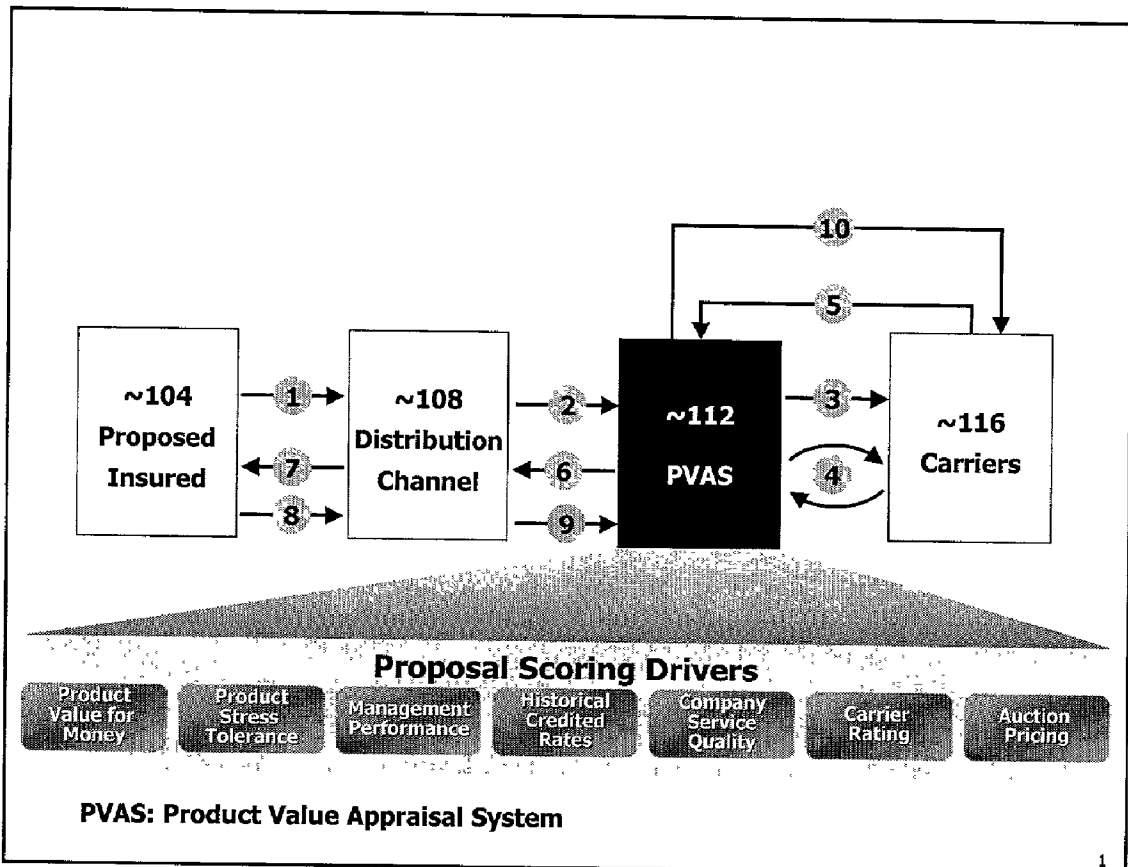 10
5
~104
Proposed
Insured
1
7
8
~108
Distribution
Channel
2
6
9
~112
PVAS
3
4
~116
Carriers
Proposal Scoring Drivers
Product
Value for
Money
Product
Stress
Tolerance
Management
Performance
Historical
Credited
Rates
Company
Service
Quality
Carrier
Rating
Auction
Pricing
PVAS: Product Value Appraisal System
1